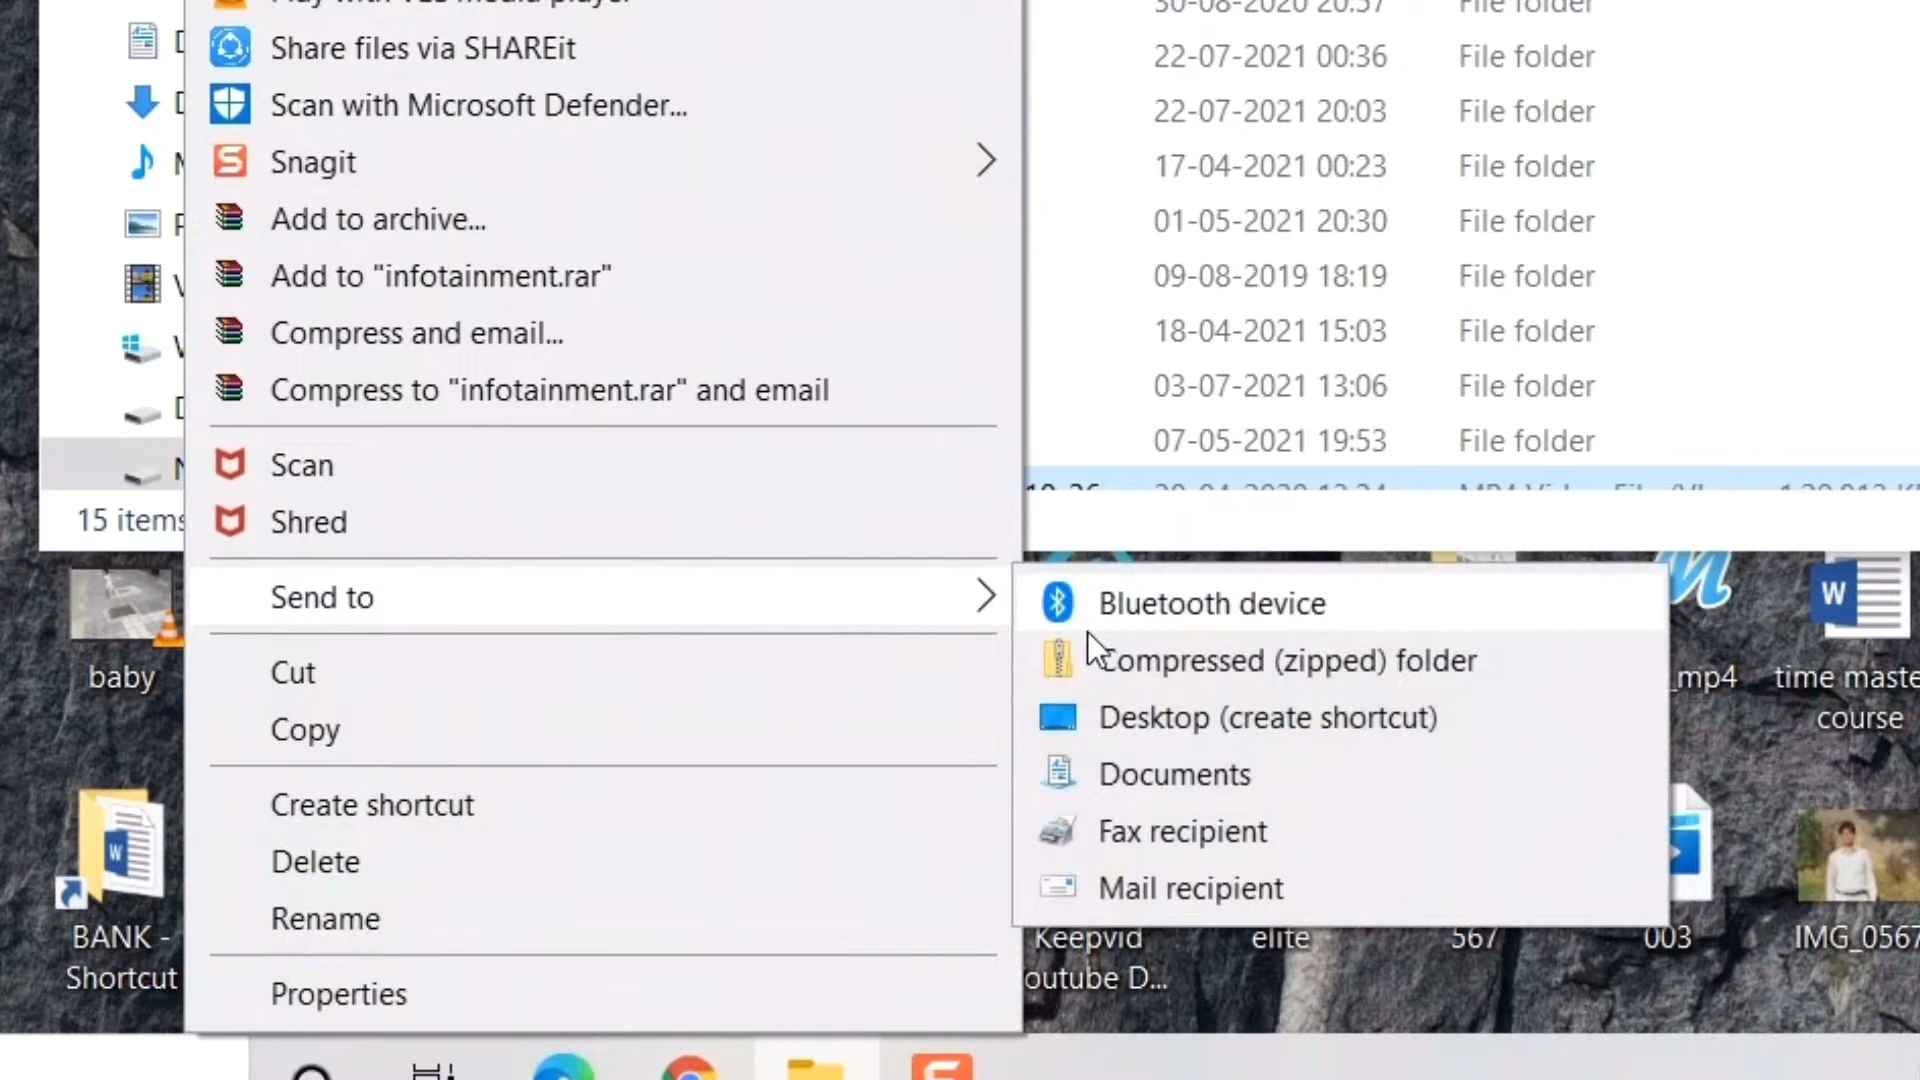 Play with VLC media player
Share files via SHAREit
Scan with Microsoft Defender...
Snagit
Add to archive...
Add to "infotainment.rar"
Compress and email...
Compress to "infotainment.rar" and email
Scan
Shred
Send to
Cut
Copy
Create shortcut
Delete
Rename
Properties
30-08-2020 20:57 File folder
22-07-2021 00:36 File folder
22-07-2021 20:03 File folder
17-04-2021 00:23 File folder
01-05-2021 20:30 File folder
09-08-2019 18:19 File folder
18-04-2021 15:03 File folder
03-07-2021 13:06 File folder
07-05-2021 19:53 File folder
15 items
Bluetooth device
Compressed (zipped) folder
Desktop (create shortcut)
Documents
Fax recipient
Mail recipient
baby
_mp4
time maste
course
BANK -
Shortcut
Keepvid
outube D...
elite
567
003
IMG_0567